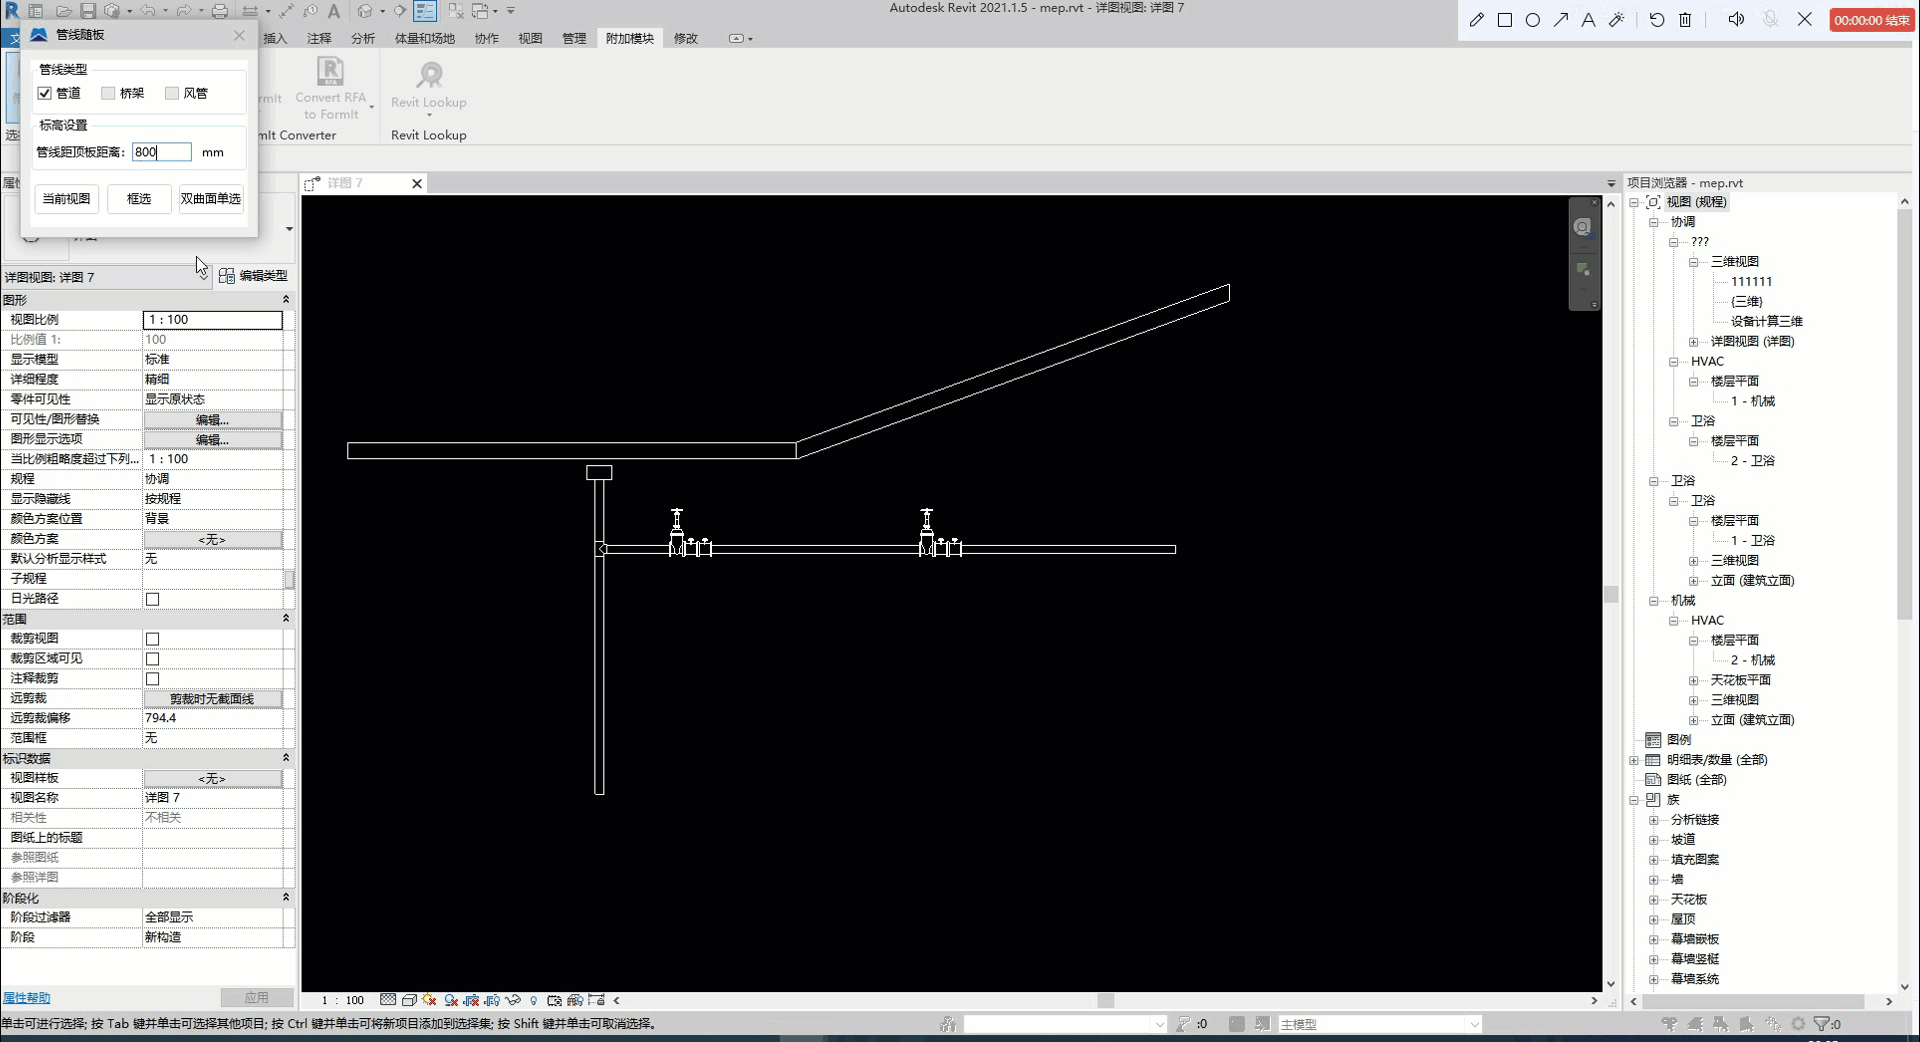 Autodesk Revit 2021.1.5 - mep.rvt - 详图视图: 详图 7
00:00:00 结束
管线随板
插入 注释 分析 体量和场地 协作 视图 管理 附加模块 修改
管线类型
管道 桥架 风管
标高设置
管线距顶板距离: 800 mm
当前视图 框选 双曲面单选
Convert RFA
to FormIt
Revit Lookup
Revit Lookup
详图 7
详图视图: 详图 7
编辑类型
图形
视图比例 1 : 100
比例值 1: 100
显示模型 标准
详细程度 精细
零件可见性 显示原状态
可见性/图形替换 编辑...
图形显示选项 编辑...
当比例粗略度超过下列... 1 : 100
规程 协调
显示隐藏线 按规程
颜色方案位置 背景
颜色方案 <无>
默认分析显示样式 无
子规程
日光路径
范围
裁剪视图
裁剪区域可见
注释裁剪
远剪裁 剪裁时无截面线
远剪裁偏移 794.4
范围框 无
标识数据
视图样板 <无>
视图名称 详图 7
相关性 不相关
图纸上的标题
参照图纸
参照详图
阶段化
阶段过滤器 全部显示
阶段 新构造
属性帮助 应用
1 : 100
单击可进行选择; 按 Tab 键并单击可选择其他项目; 按 Ctrl 键并单击可将新项目添加到选择集; 按 Shift 键并单击可取消选择。
:0
主模型
:0
项目浏览器 - mep.rvt
视图 (规程)
协调
???
三维视图
111111
{三维}
设备计算三维
详图视图 (详图)
HVAC
楼层平面
1 - 机械
卫浴
楼层平面
2 - 卫浴
卫浴
卫浴
楼层平面
1 - 卫浴
三维视图
立面 (建筑立面)
机械
HVAC
楼层平面
2 - 机械
天花板平面
三维视图
立面 (建筑立面)
图例
明细表/数量 (全部)
图纸 (全部)
族
分析链接
坡道
填充图案
墙
天花板
屋顶
幕墙嵌板
幕墙竖梃
幕墙系统